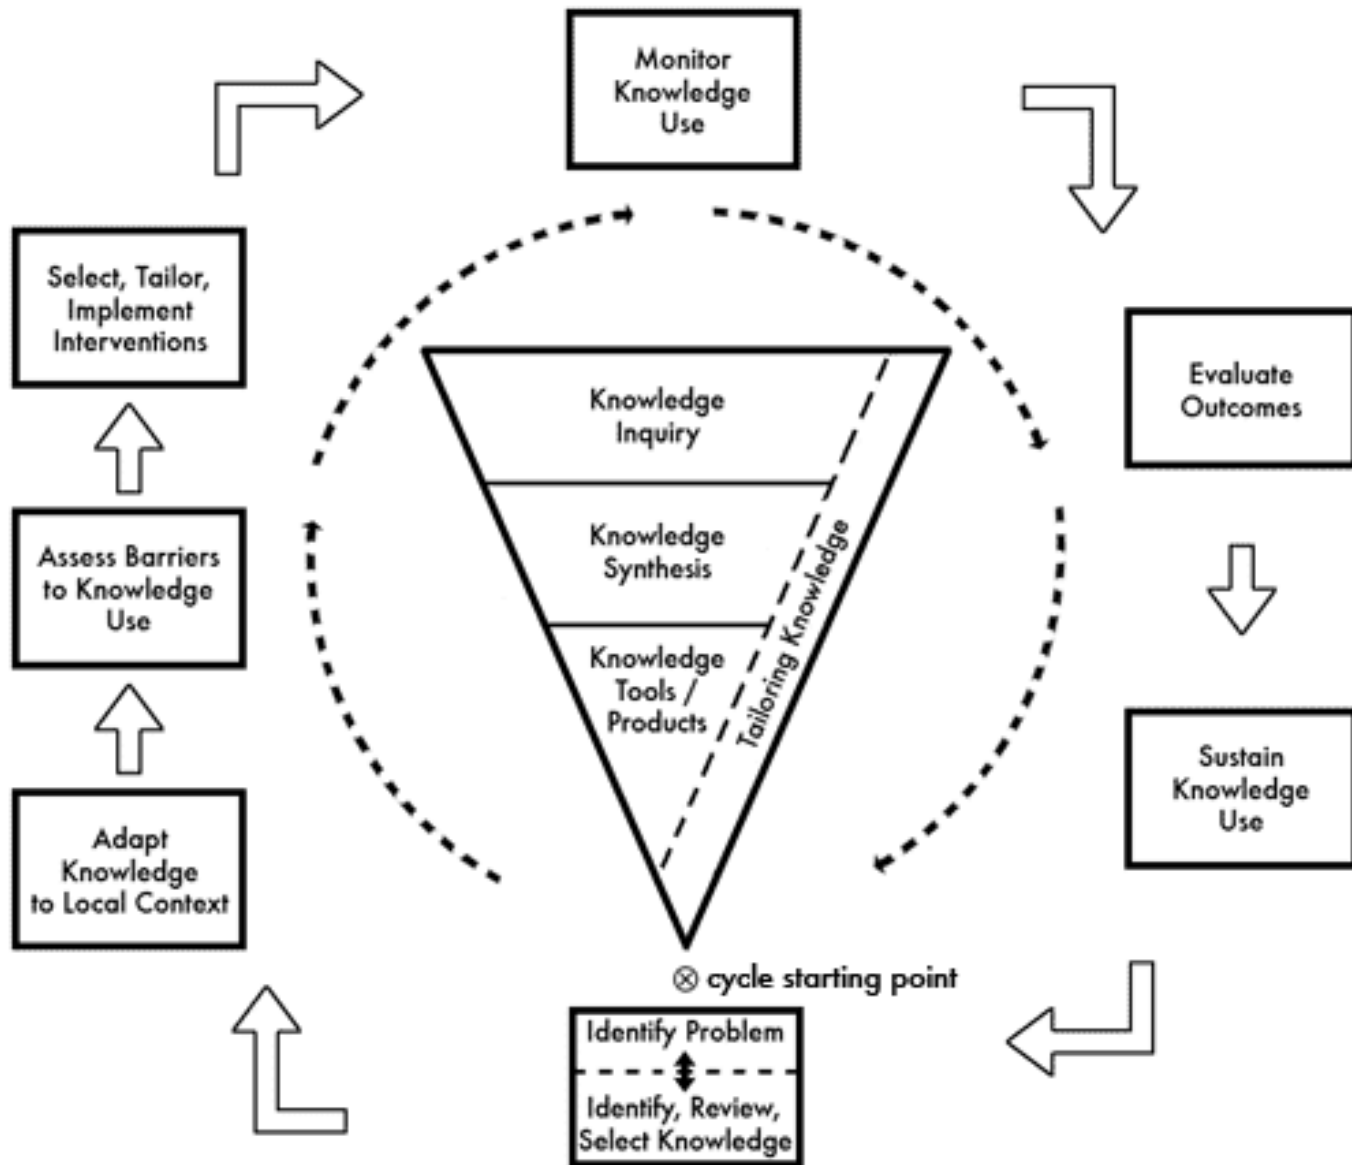 Monitor
Knowledge
Use
Select, Tailor,
Implement
Interventions
Evaluate
Outcomes
Knowledge
Inquiry
Knowledge
Synthesis
Knowledge
Tools /
Products
Tailoring Knowledge
Assess Barriers
to Knowledge
Use
Sustain
Knowledge
Use
Adapt
Knowledge
to Local Context
⊗ cycle starting point
Identify Problem
Identify, Review,
Select Knowledge